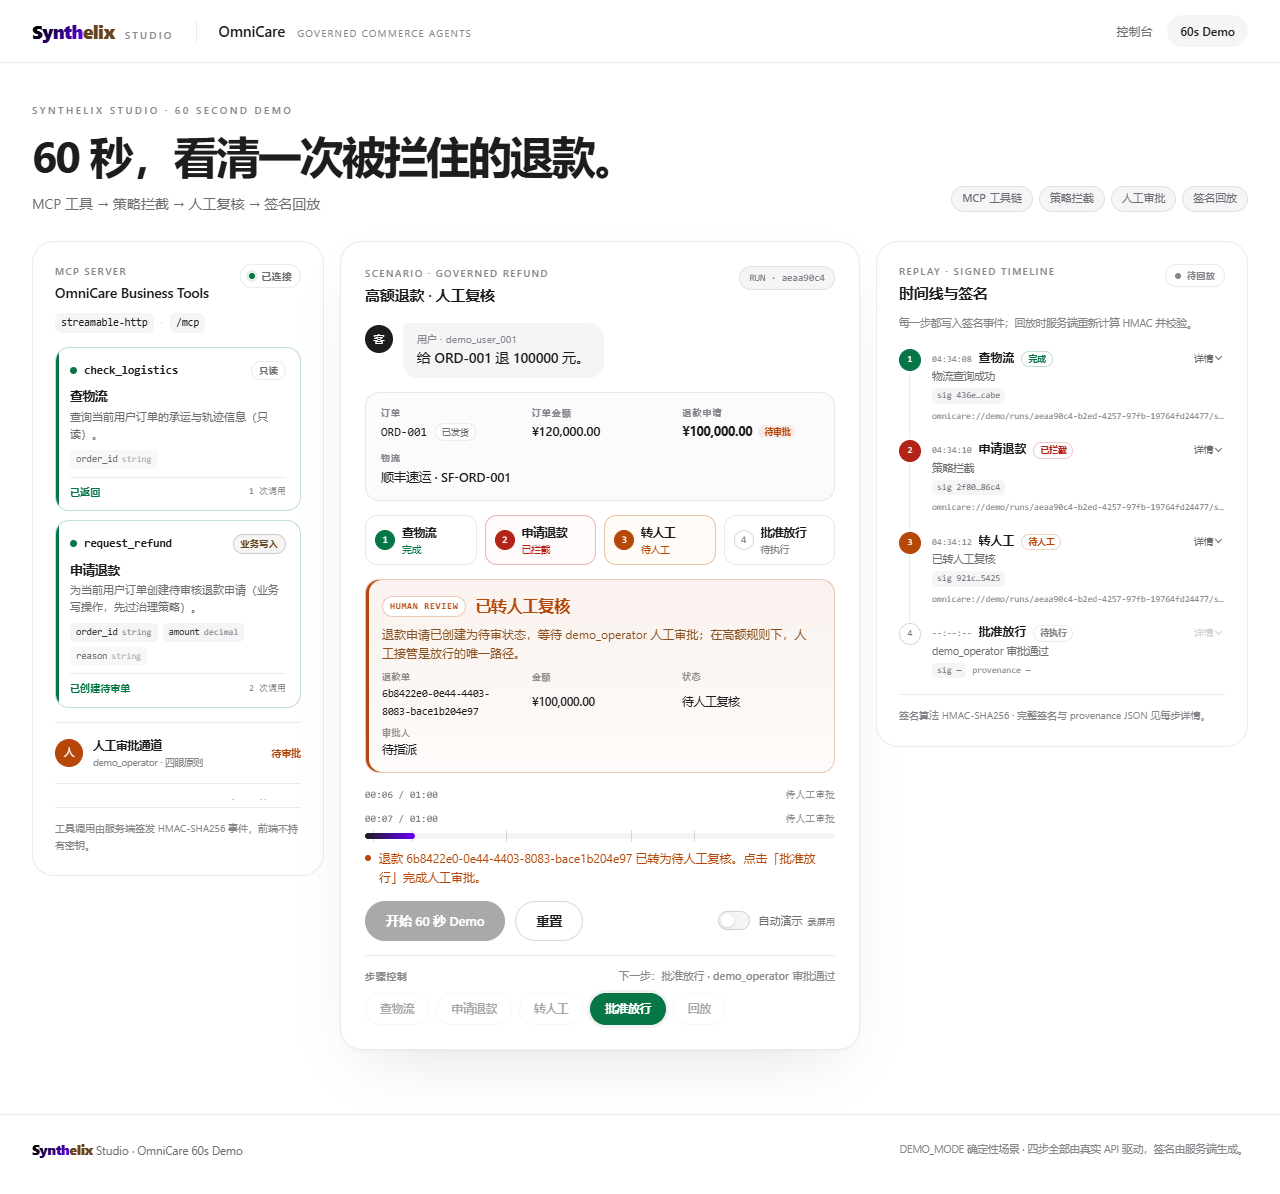 Synthelix STUDIO OmniCare GOVERNED COMMERCE AGENTS 控制台 60s Demo
SYNTHELIX STUDIO · 60 SECOND DEMO
60 秒，看清一次被拦住的退款。
MCP 工具 → 策略拦截 → 人工复核 → 签名回放
MCP 工具链 策略拦截 人工审批 签名回放
MCP SERVER
OmniCare Business Tools
已连接
streamable-http · /mcp
check_logistics 只读
查物流
查询当前用户订单的承运与轨迹信息（只
读）。
order_id string
已返回 1 次调用
request_refund 业务写入
申请退款
为当前用户订单创建待审核退款申请（业务
写操作，先过治理策略）。
order_id string amount decimal
reason string
已创建待审单 2 次调用
人 人工审批通道
demo_operator · 四眼原则
待审批
工具调用由服务端签发 HMAC-SHA256 事件，前端不持
有密钥。
SCENARIO · GOVERNED REFUND
高额退款 · 人工复核
RUN · aeaa90c4
客
用户 · demo_user_001
给 ORD-001 退 100000 元。
订单 订单金额 退款申请
ORD-001 已发货 ¥120,000.00 ¥100,000.00 待审批
物流
顺丰速运 · SF-ORD-001
1 查物流 2 申请退款 3 转人工 4 批准放行
完成 已拦截 待人工 待执行
HUMAN REVIEW 已转人工复核
退款申请已创建为待审状态，等待 demo_operator 人工审批；在高额规则下，人
工接管是放行的唯一路径。
退款单 金额 状态
6b8422e0-0e44-4403-
8083-bace1b204e97
¥100,000.00 待人工复核
审批人
待指派
00:06 / 01:00 待人工审批
00:07 / 01:00 待人工审批
退款 6b8422e0-0e44-4403-8083-bace1b204e97 已转为待人工复核。点击「批准放
行」完成人工审批。
开始 60 秒 Demo 重置 自动演示 录屏用
步骤控制 下一步：批准放行 · demo_operator 审批通过
查物流 申请退款 转人工 批准放行 回放
REPLAY · SIGNED TIMELINE
时间线与签名
待回放
每一步都写入签名事件；回放时服务端重新计算 HMAC 并校验。
1 04:34:08 查物流 完成 详情
物流查询成功
sig 436e…cabe
omnicare://demo/runs/aeaa90c4-b2ed-4257-97fb-19764fd24477/s…
2 04:34:10 申请退款 已拦截 详情
策略拦截
sig 2f80…86c4
omnicare://demo/runs/aeaa90c4-b2ed-4257-97fb-19764fd24477/s…
3 04:34:12 转人工 待人工 详情
已转人工复核
sig 921c…5425
omnicare://demo/runs/aeaa90c4-b2ed-4257-97fb-19764fd24477/s…
4 --:--:-- 批准放行 待执行 详情
demo_operator 审批通过
sig — provenance —
签名算法 HMAC-SHA256 · 完整签名与 provenance JSON 见每步详情。
Synthelix Studio · OmniCare 60s Demo
DEMO_MODE 确定性场景 · 四步全部由真实 API 驱动，签名由服务端生成。